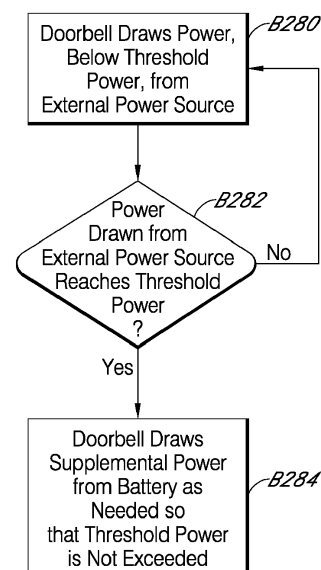 Doorbell Draws Power,
Below Threshold
Power, from
External Power Source
B280
Power
Drawn from
External Power Source
Reaches Threshold
Power
?
B282
No
Yes
Doorbell Draws
Supplemental Power
from Battery as
Needed so
that Threshold Power
is Not Exceeded
B284